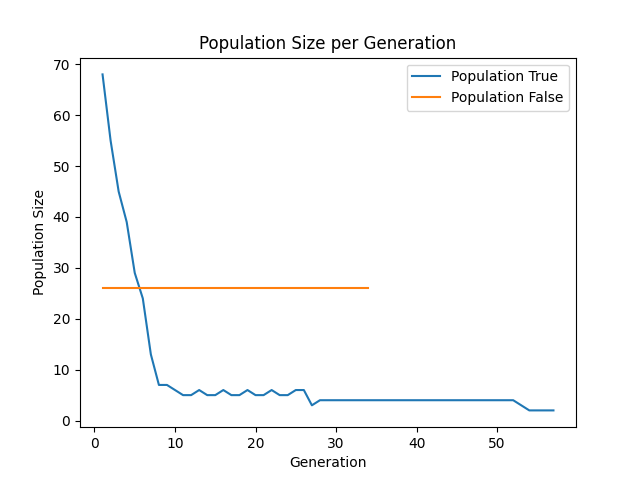 Population Size per Generation
Population True
Population False
Population Size
70
60
50
40
30
20
10
0
0 10 20 30 40 50
Generation